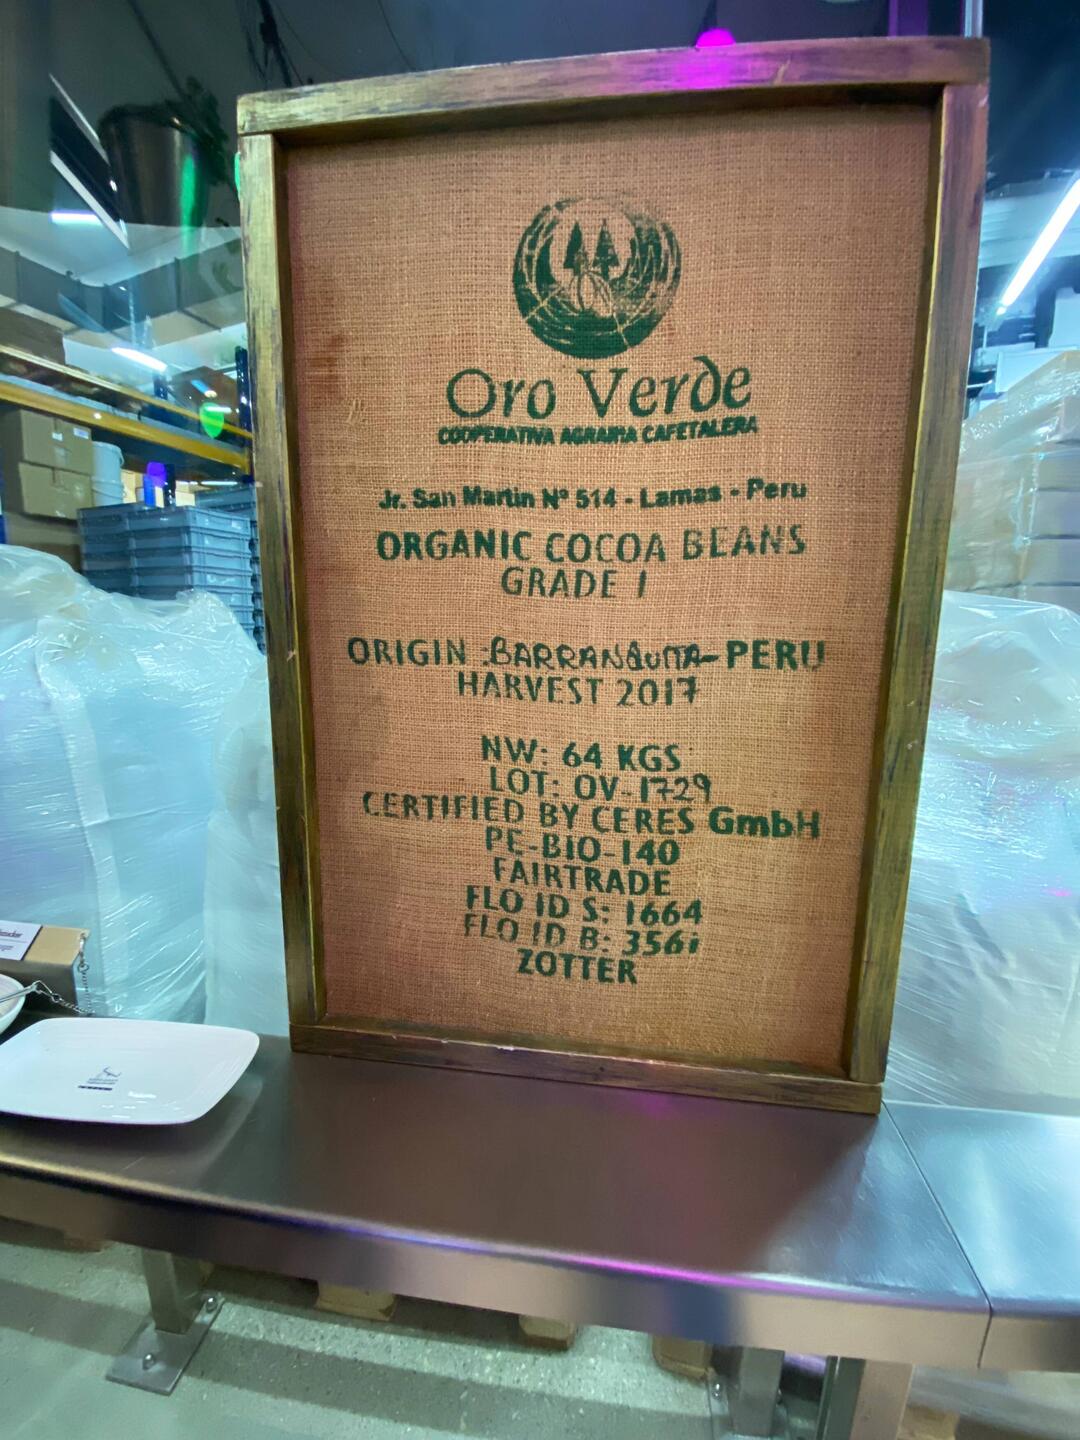 Oro Verde
COOPERATIVA AGRARIA CAFETALERA
Jr. San Martin Nº 514 - Lamas - Peru
ORGANIC COCOA BEANS
GRADE 1
ORIGIN : BARRANQUITA - PERU
HARVEST 2017
NW: 64 KGS
LOT: OV-1729
CERTIFIED BY CERES GmbH
PE-BIO-140
FAIRTRADE
FLO ID S: 1664
FLO ID B: 3561
ZOTTER